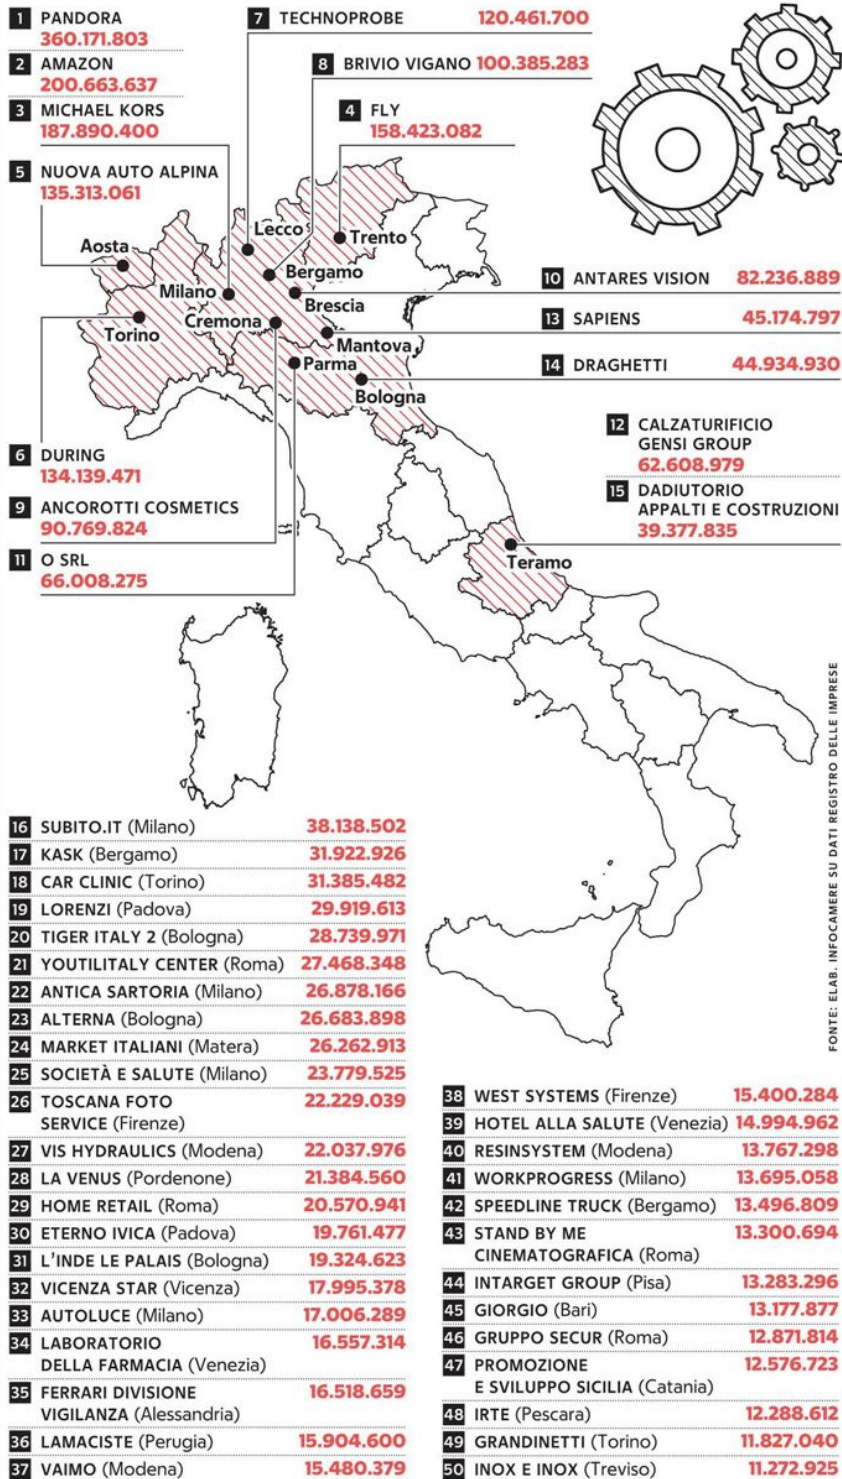 1 PANDORA
360.171.803
2 AMAZON
200.663.637
3 MICHAEL KORS
187.890.400
5 NUOVA AUTO ALPINA
135.313.061
7 TECHNOPROBE 120.461.700
8 BRIVIO VIGANO 100.385.283
4 FLY
158.423.082
Aosta
Lecco
Trento
Bergamo
Milano
Brescia
Torino
Cremona
Mantova
Parma
Bologna
10 ANTARES VISION 82.236.889
13 SAPIENS 45.174.797
14 DRAGHETTI 44.934.930
12 CALZATURIFICIO
GENSI GROUP
62.608.979
15 DADIUTORIO
APPALTI E COSTRUZIONI
39.377.835
Teramo
6 DURING
134.139.471
9 ANCOROTTI COSMETICS
90.769.824
11 O SRL
66.008.275
16 SUBITO.IT (Milano) 38.138.502
17 KASK (Bergamo) 31.922.926
18 CAR CLINIC (Torino) 31.385.482
19 LORENZI (Padova) 29.919.613
20 TIGER ITALY 2 (Bologna) 28.739.971
21 YOUTILITALY CENTER (Roma) 27.468.348
22 ANTICA SARTORIA (Milano) 26.878.166
23 ALTERNA (Bologna) 26.683.898
24 MARKET ITALIANI (Matera) 26.262.913
25 SOCIETÀ E SALUTE (Milano) 23.779.525
26 TOSCANA FOTO 22.229.039
SERVICE (Firenze)
27 VIS HYDRAULICS (Modena) 22.037.976
28 LA VENUS (Pordenone) 21.384.560
29 HOME RETAIL (Roma) 20.570.941
30 ETERNO IVICA (Padova) 19.761.477
31 L'INDE LE PALAIS (Bologna) 19.324.623
32 VICENZA STAR (Vicenza) 17.995.378
33 AUTOLUCE (Milano) 17.006.289
34 LABORATORIO 16.557.314
DELLA FARMACIA (Venezia)
35 FERRARI DIVISIONE 16.518.659
VIGILANZA (Alessandria)
36 LAMACISTE (Perugia) 15.904.600
37 VAIMO (Modena) 15.480.379
38 WEST SYSTEMS (Firenze) 15.400.284
39 HOTEL ALLA SALUTE (Venezia) 14.994.962
40 RESINSYSTEM (Modena) 13.767.298
41 WORKPROGRESS (Milano) 13.695.058
42 SPEEDLINE TRUCK (Bergamo) 13.496.809
43 STAND BY ME 13.300.694
CINEMATOGRAFICA (Roma)
44 INTARGET GROUP (Pisa) 13.283.296
45 GIORGIO (Bari) 13.177.877
46 GRUPPO SECUR (Roma) 12.871.814
47 PROMOZIONE 12.576.723
E SVILUPPO SICILIA (Catania)
48 IRTE (Pescara) 12.288.612
49 GRANDINETTI (Torino) 11.827.040
50 INOX E INOX (Treviso) 11.272.925
FONTE: ELAB. INFOCAMERE SU DATI REGISTRO DELLE IMPRESE